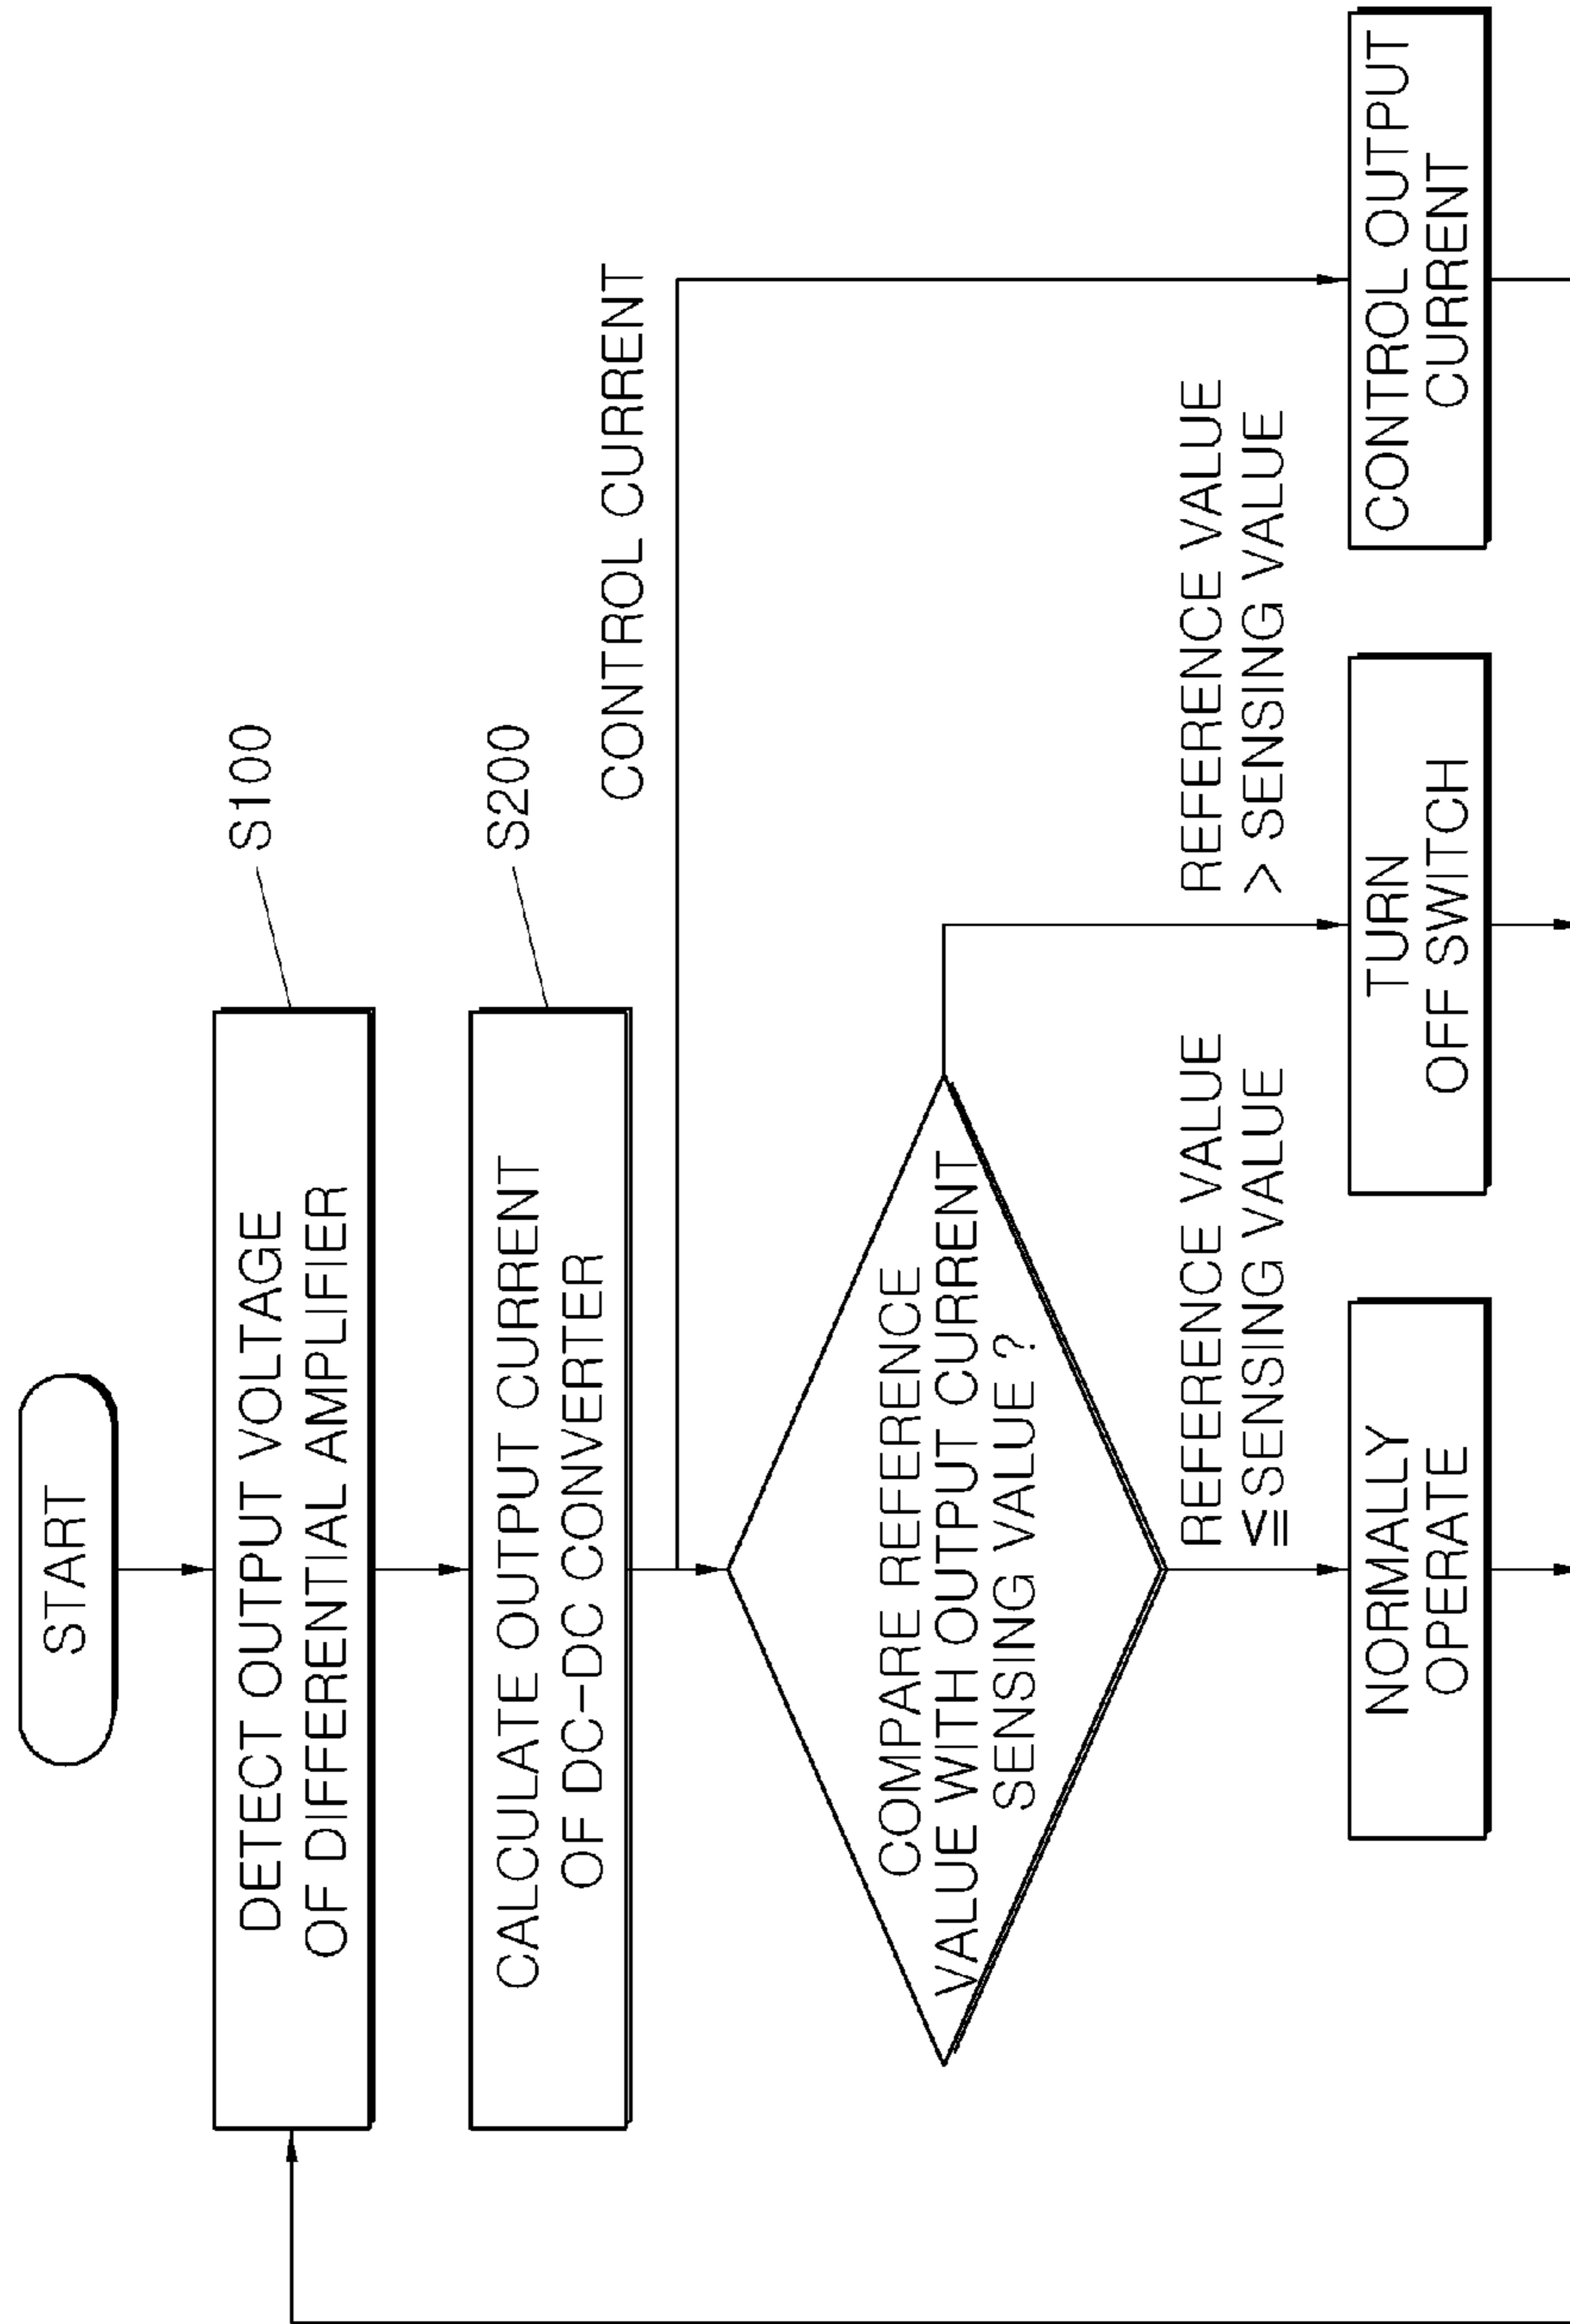 START
DETECT OUTPUT VOLTAGE
OF DIFFERENTIAL AMPLIFIER
S100
CALCULATE OUTPUT CURRENT
OF DC-DC CONVERTER
S200
CONTROL CURRENT
COMPARE REFERENCE
VALUE WITH OUTPUT CURRENT
SENSING VALUE ?
REFERENCE VALUE
≦SENSING VALUE
REFERENCE VALUE
> SENSING VALUE
NORMALLY
OPERATE
TURN
OFF SWITCH
CONTROL OUTPUT
CURRENT